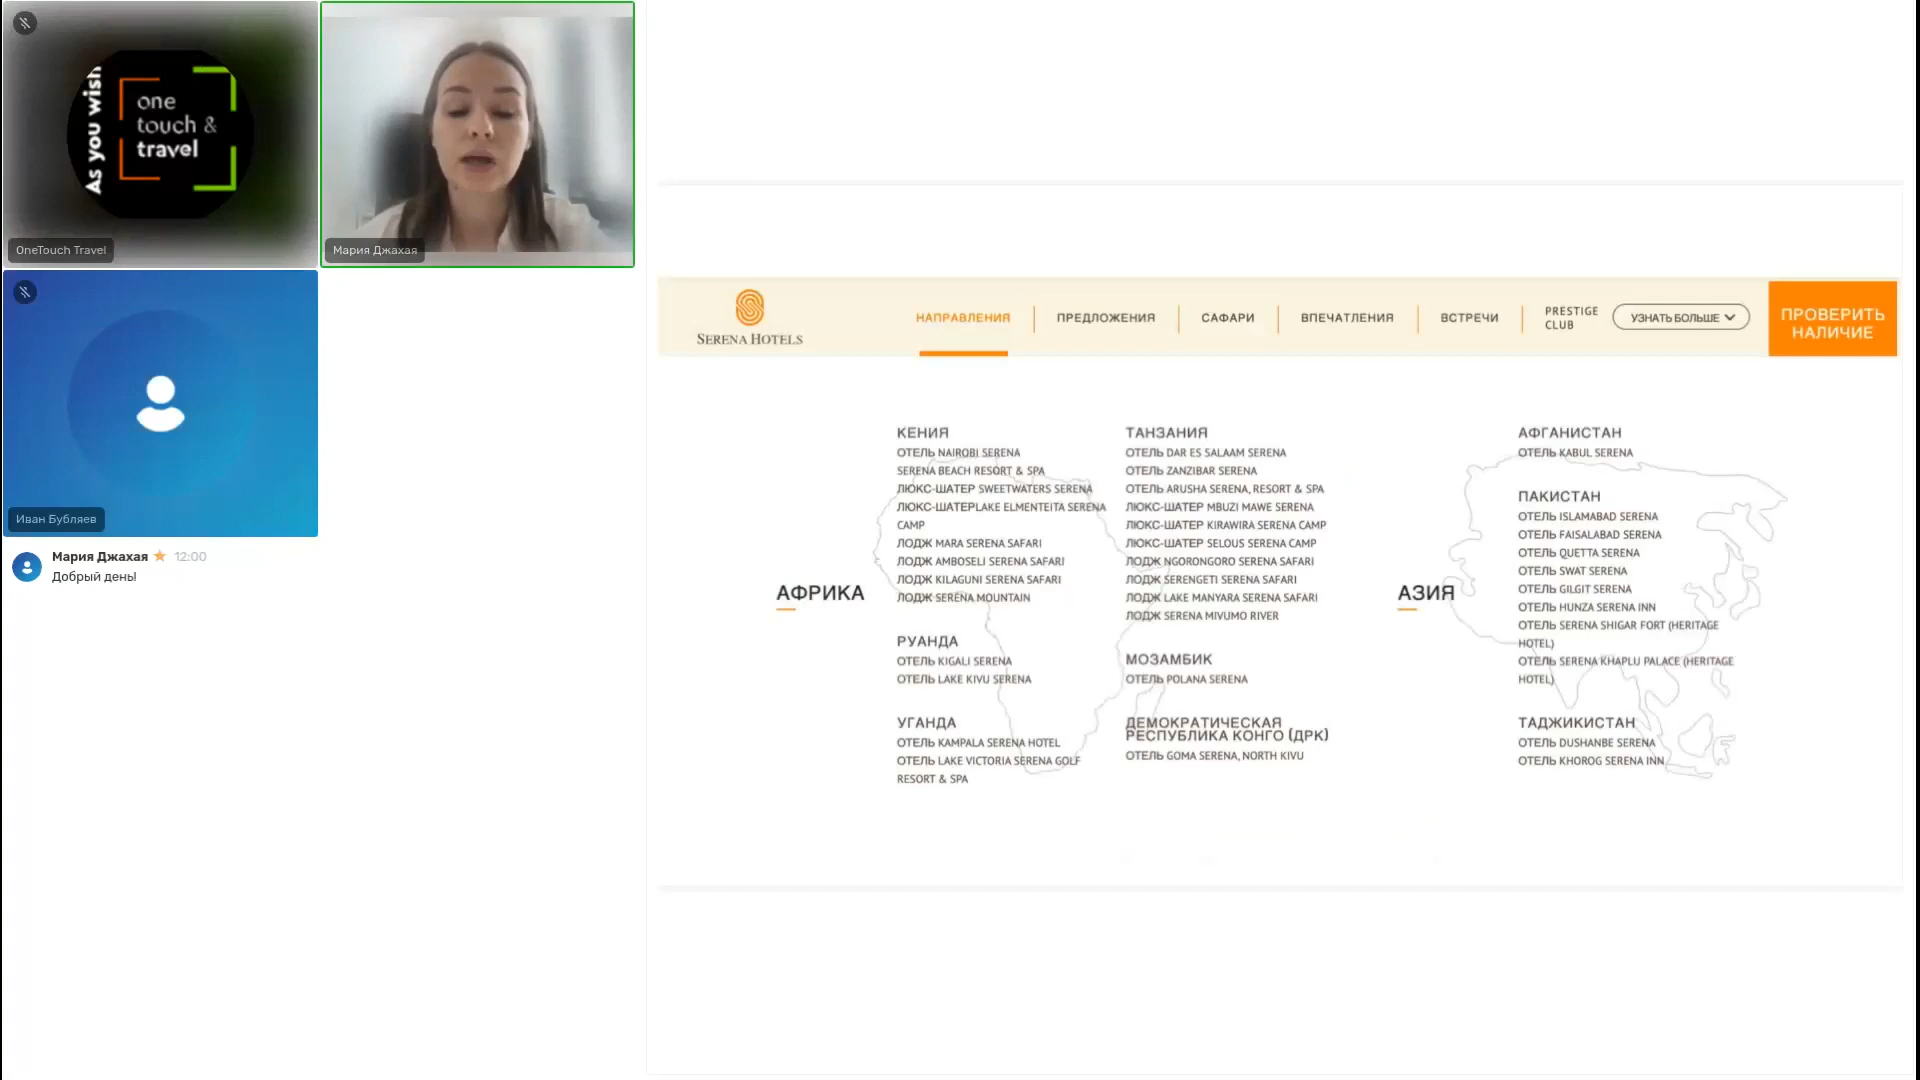 As you wish
one
touch &
travel
OneTouch Travel
Мария Джахая
Иван Бубляев
Мария Джахая 12:00
Добрый день!
SERENA HOTELS
НАПРАВЛЕНИЯ
ПРЕДЛОЖЕНИЯ
САФАРИ
ВПЕЧАТЛЕНИЯ
ВСТРЕЧИ
PRESTIGE
CLUB
УЗНАТЬ БОЛЬШЕ
ПРОВЕРИТЬ
НАЛИЧИЕ
АФРИКА
КЕНИЯ
ОТЕЛЬ NAIROBI SERENA
SERENA BEACH RESORT & SPA
ЛЮКС-ШАТЕР SWEETWATERS SERENA
ЛЮКС-ШАТЕРLAKE ELMENTEITA SERENA
CAMP
ЛОДЖ MARA SERENA SAFARI
ЛОДЖ AMBOSELI SERENA SAFARI
ЛОДЖ KILAGUNI SERENA SAFARI
ЛОДЖ SERENA MOUNTAIN
РУАНДА
ОТЕЛЬ KIGALI SERENA
ОТЕЛЬ LAKE KIVU SERENA
УГАНДА
ОТЕЛЬ KAMPALA SERENA HOTEL
ОТЕЛЬ LAKE VICTORIA SERENA GOLF
RESORT & SPA
ТАНЗАНИЯ
ОТЕЛЬ DAR ES SALAAM SERENA
ОТЕЛЬ ZANZIBAR SERENA
ОТЕЛЬ ARUSHA SERENA, RESORT & SPA
ЛЮКС-ШАТЕР MBUZI MAWE SERENA
ЛЮКС-ШАТЕР KIRAWIRA SERENA CAMP
ЛЮКС-ШАТЕР SELOUS SERENA CAMP
ЛОДЖ NGORONGORO SERENA SAFARI
ЛОДЖ SERENGETI SERENA SAFARI
ЛОДЖ LAKE MANYARA SERENA SAFARI
ЛОДЖ SERENA MIVUMO RIVER
МОЗАМБИК
ОТЕЛЬ POLANA SERENA
ДЕМОКРАТИЧЕСКАЯ
РЕСПУБЛИКА КОНГО (ДРК)
ОТЕЛЬ GOMA SERENA, NORTH KIVU
АЗИЯ
АФГАНИСТАН
ОТЕЛЬ KABUL SERENA
ПАКИСТАН
ОТЕЛЬ ISLAMABAD SERENA
ОТЕЛЬ FAISALABAD SERENA
ОТЕЛЬ QUETTA SERENA
ОТЕЛЬ SWAT SERENA
ОТЕЛЬ GILGIT SERENA
ОТЕЛЬ HUNZA SERENA INN
ОТЕЛЬ SERENA SHIGAR FORT (HERITAGE
HOTEL)
ОТЕЛЬ SERENA KHAPLU PALACE (HERITAGE
HOTEL)
ТАДЖИКИСТАН
ОТЕЛЬ DUSHANBE SERENA
ОТЕЛЬ KHOROG SERENA INN